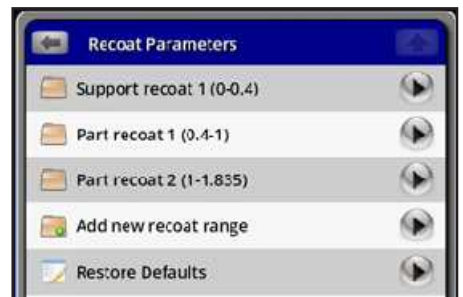 Recoat Parameters
Support recoat 1 (0-0.4)
Part recoat 1 (0.4-1)
Part recoat 2 (1-1.835)
Add new recoat range
Restore Defaults